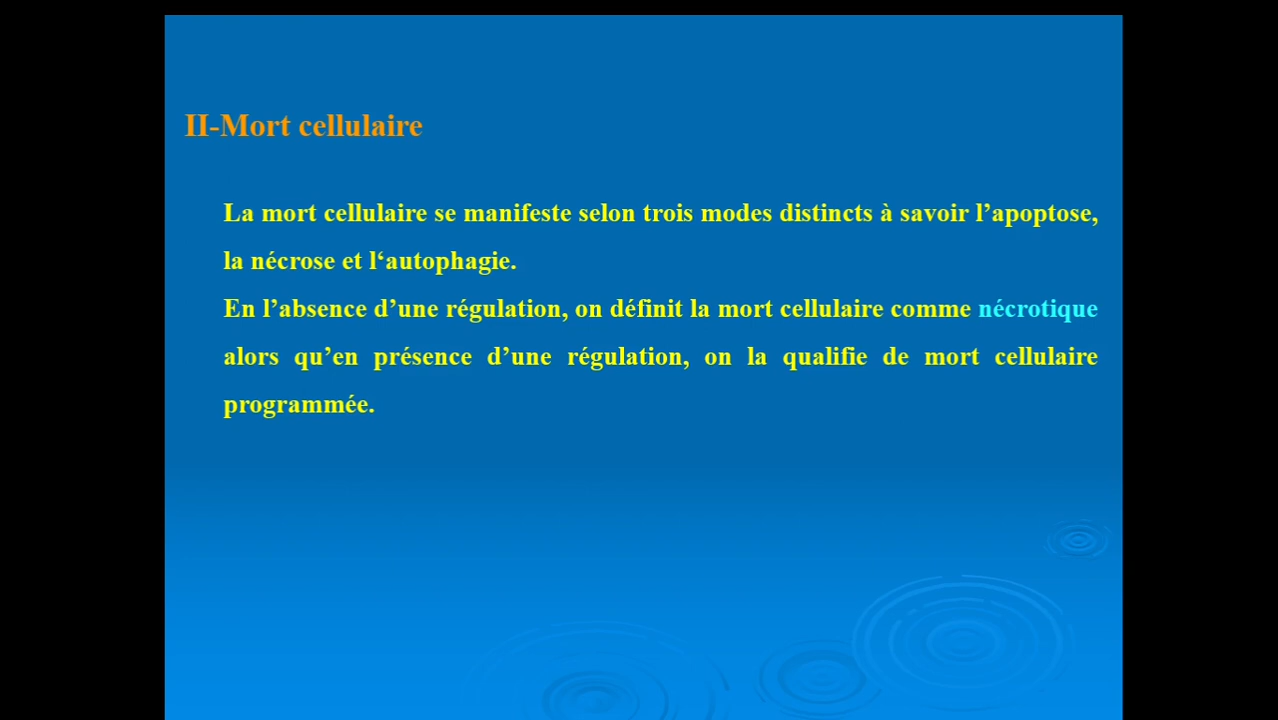 II-Mort cellulaire
La mort cellulaire se manifeste selon trois modes distincts à savoir l’apoptose,
la nécrose et l‘autophagie.
En l’absence d’une régulation, on définit la mort cellulaire comme nécrotique
alors qu’en présence d’une régulation, on la qualifie de mort cellulaire
programmée.